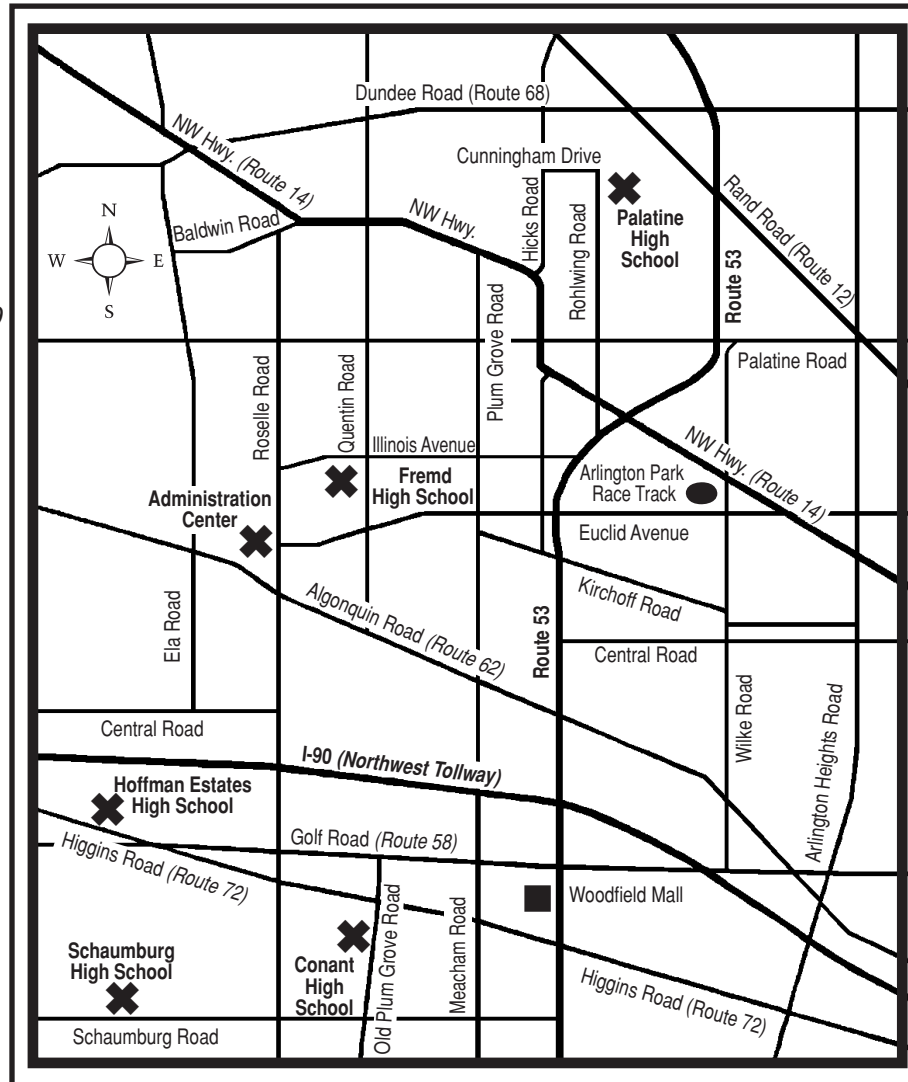 Dundee Road (Route 68)
NW Hwy. (Route 14)
Cunningham Drive
N
W
E
S
Baldwin Road
NW Hwy.
Hicks Road
Rohlwing Road
Palatine
High
School
Rand Road (Route 12)
Route 53
Plum Grove Road
Palatine Road
Roselle Road
Quentin Road
Illinois Avenue
Fremd
High School
Arlington Park
Race Track
NW Hwy. (Route 14)
Administration
Center
Euclid Avenue
Kirchoff Road
Ela Road
Algonquin Road (Route 62)
Route 53
Central Road
Wilke Road
Arlington Heights Road
Central Road
I-90 (Northwest Tollway)
Hoffman Estates
High School
Golf Road (Route 58)
Higgins Road (Route 72)
Woodfield Mall
Old Plum Grove Road
Meacham Road
Schaumburg
High School
Conant
High
School
Higgins Road (Route 72)
Schaumburg Road